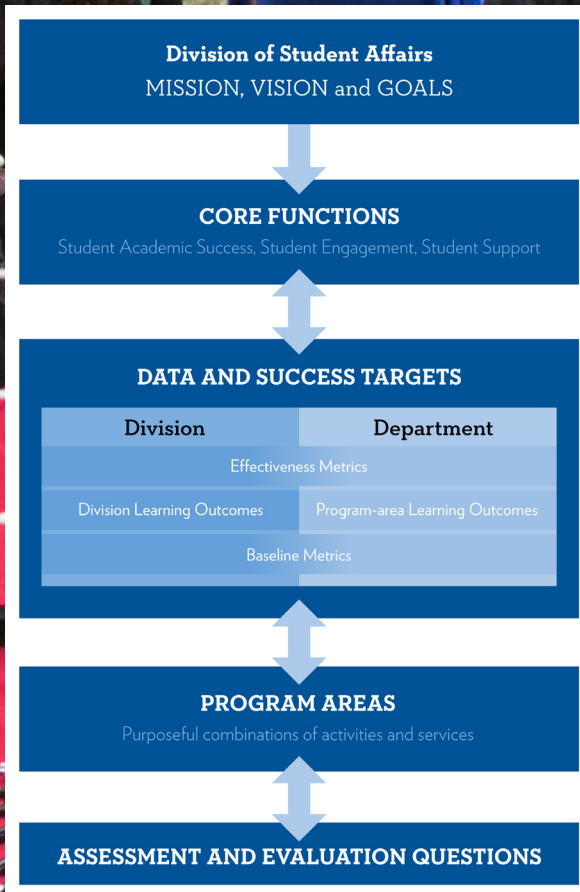 Division of Student Affairs
MISSION, VISION and GOALS
CORE FUNCTIONS
Student Academic Success, Student Engagement, Student Support
DATA AND SUCCESS TARGETS
Division Department
Effectiveness Metrics
Division Learning Outcomes Program-area Learning Outcomes
Baseline Metrics
PROGRAM AREAS
Purposeful combinations of activities and services
ASSESSMENT AND EVALUATION QUESTIONS